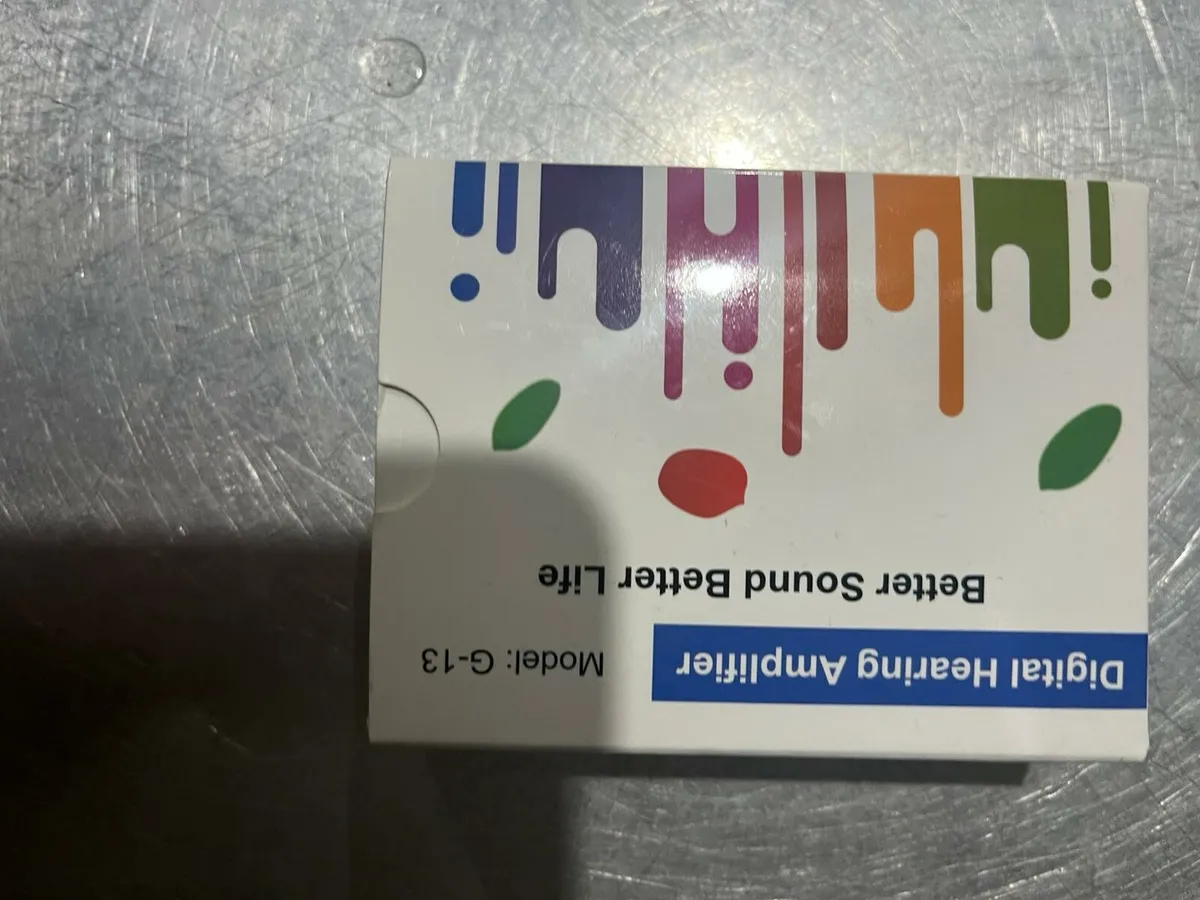 Digital Hearing Amplifier
Model: G-13
Better Sound Better Life